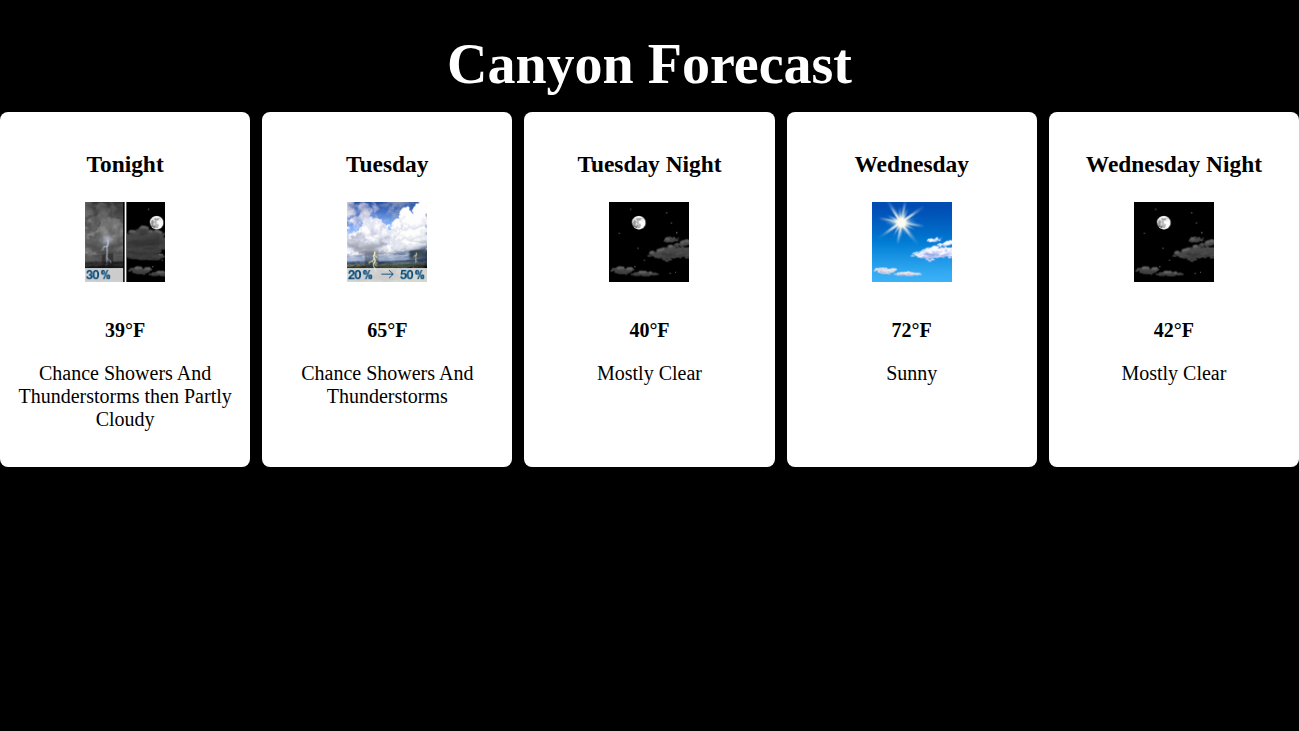 Canyon Forecast
Tonight
30%
39°F
Chance Showers And
Thunderstorms then Partly
Cloudy
Tuesday
20% → 50%
65°F
Chance Showers And
Thunderstorms
Tuesday Night
40°F
Mostly Clear
Wednesday
72°F
Sunny
Wednesday Night
42°F
Mostly Clear